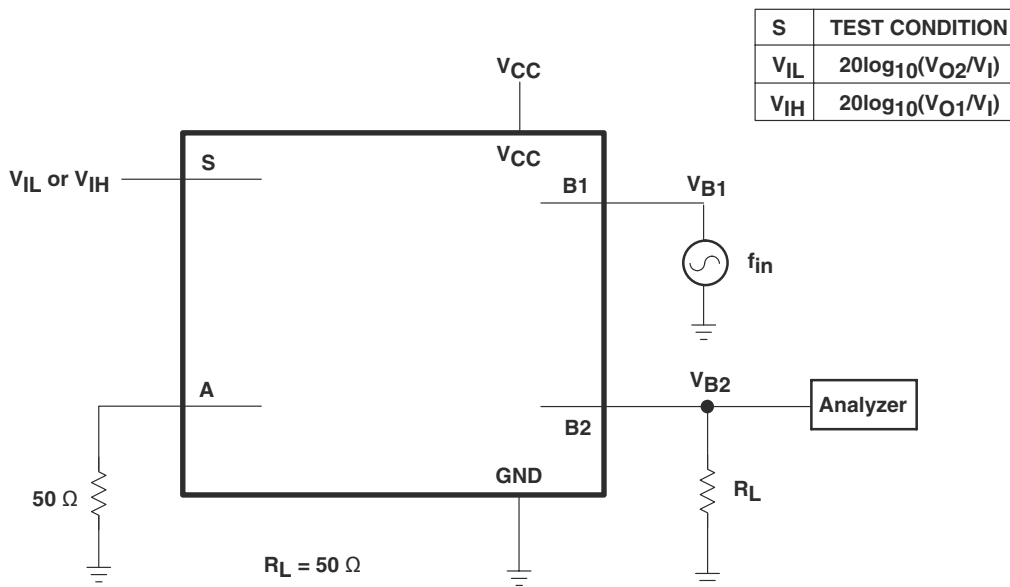 S TEST CONDITION
VIL 20log10(VO2/VI)
VIH 20log10(VO1/VI)
VCC
VCC
S
VIL or VIH
B1
VB1
fin
A
VB2
B2
Analyzer
GND
50 Ω
RL
RL = 50 Ω